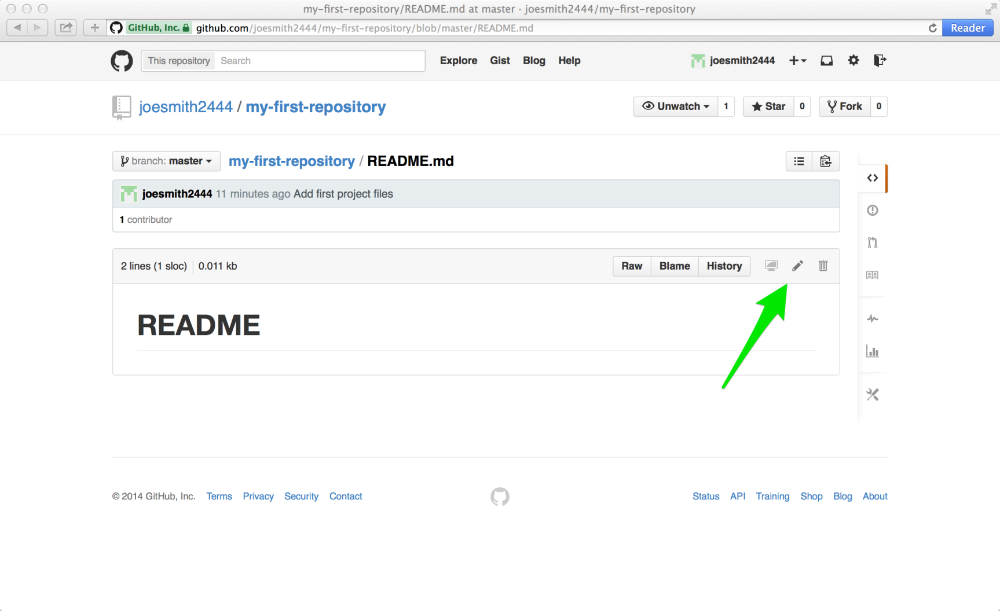 my-first-repository/README.md at master · joesmith2444/my-first-repository
GitHub, Inc. github.com/joesmith2444/my-first-repository/blob/master/README.md Reader
This repository Search Explore Gist Blog Help joesmith2444
joesmith2444 / my-first-repository Unwatch 1 Star 0 Fork 0
branch: master my-first-repository / README.md
joesmith2444 11 minutes ago Add first project files
1 contributor
2 lines (1 sloc) 0.011 kb Raw Blame History
README
© 2014 GitHub, Inc. Terms Privacy Security Contact Status API Training Shop Blog About